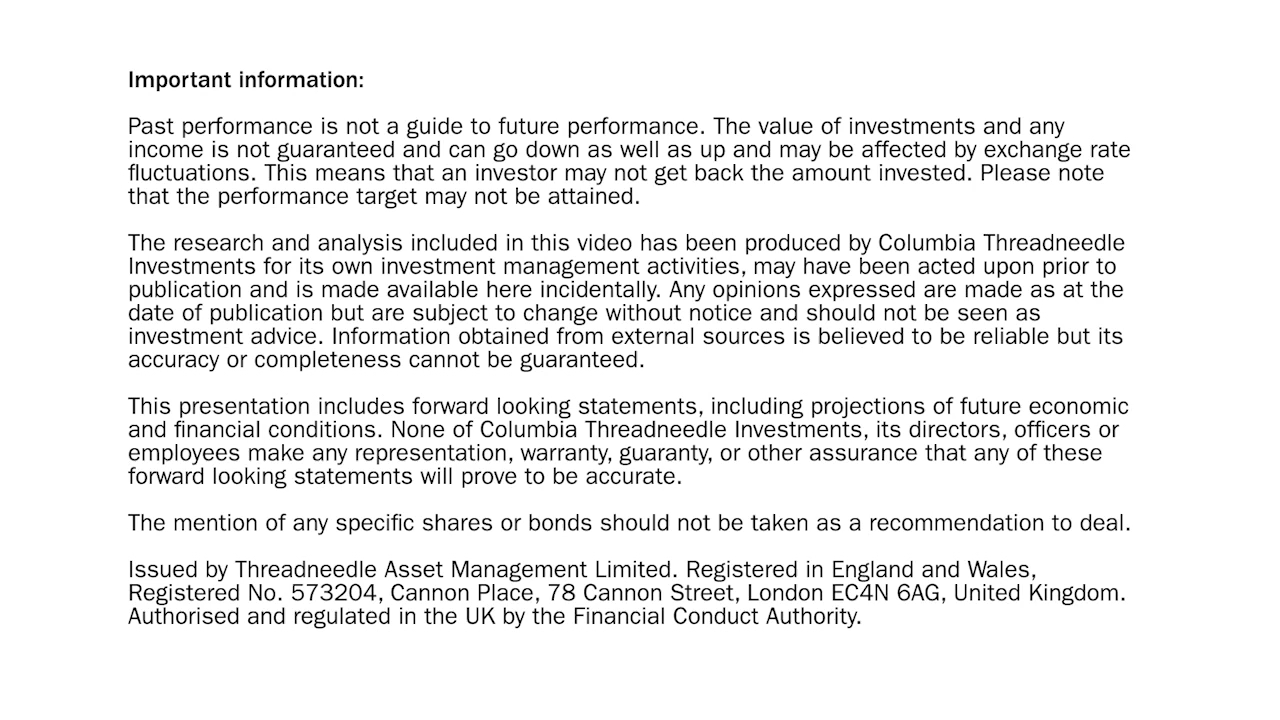 Important information:
Past performance is not a guide to future performance. The value of investments and any
income is not guaranteed and can go down as well as up and may be affected by exchange rate
fluctuations. This means that an investor may not get back the amount invested. Please note
that the performance target may not be attained.
The research and analysis included in this video has been produced by Columbia Threadneedle
Investments for its own investment management activities, may have been acted upon prior to
publication and is made available here incidentally. Any opinions expressed are made as at the
date of publication but are subject to change without notice and should not be seen as
investment advice. Information obtained from external sources is believed to be reliable but its
accuracy or completeness cannot be guaranteed.
This presentation includes forward looking statements, including projections of future economic
and financial conditions. None of Columbia Threadneedle Investments, its directors, officers or
employees make any representation, warranty, guaranty, or other assurance that any of these
forward looking statements will prove to be accurate.
The mention of any specific shares or bonds should not be taken as a recommendation to deal.
Issued by Threadneedle Asset Management Limited. Registered in England and Wales,
Registered No. 573204, Cannon Place, 78 Cannon Street, London EC4N 6AG, United Kingdom.
Authorised and regulated in the UK by the Financial Conduct Authority.